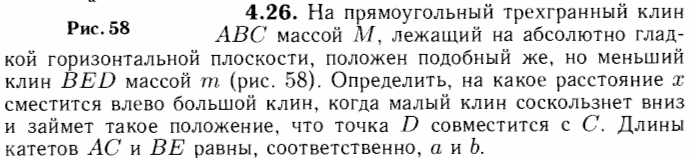 4.26. На прямоугольный трехгранный клин
Рис. 58
ABC массой M, лежащий на абсолютно глад-
кой горизонтальной плоскости, положен подобный же, но меньший
клин BED массой m (рис. 58). Определить, на какое расстояние x
сместится влево большой клин, когда малый клин соскользнет вниз
и займет такое положение, что точка D совместится с C. Длины
катетов AC и BE равны, соответственно, a и b.